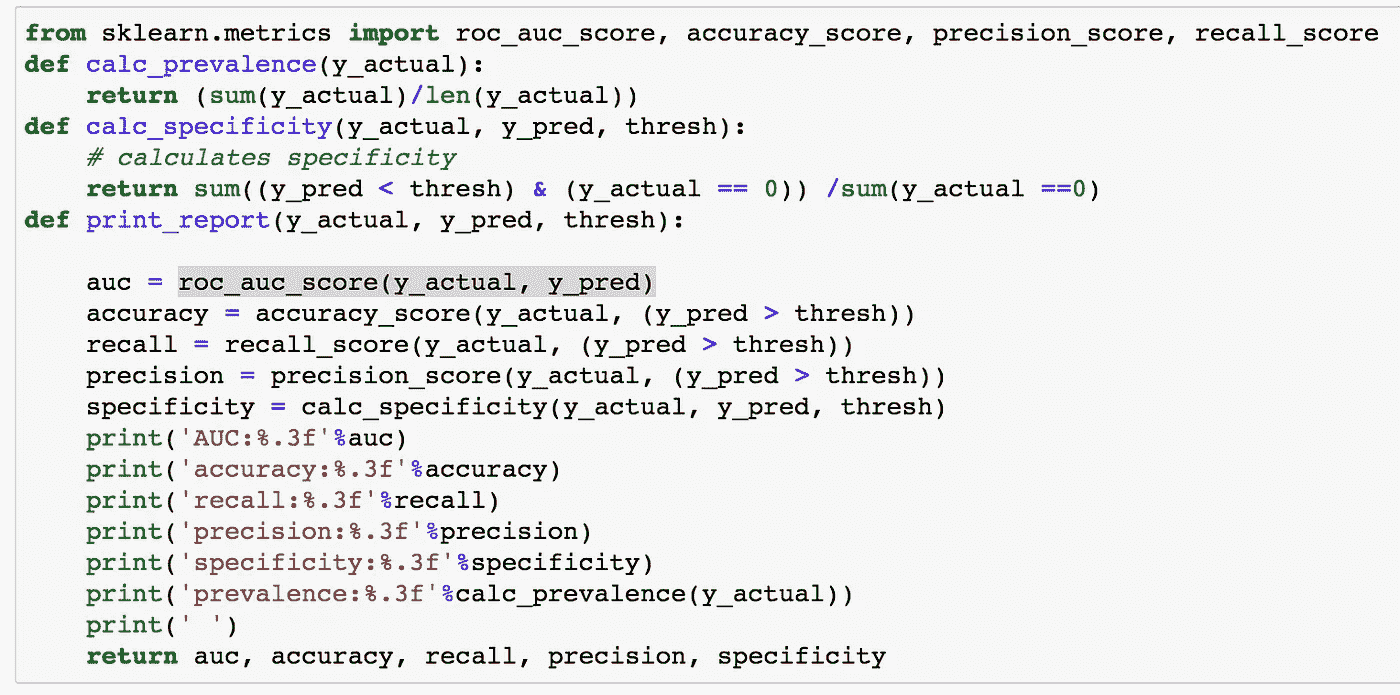 from sklearn.metrics import roc_auc_score, accuracy_score, precision_score, recall_score
def calc_prevalence(y_actual):
    return (sum(y_actual)/len(y_actual))
def calc_specificity(y_actual, y_pred, thresh):
    # calculates specificity
    return sum((y_pred < thresh) & (y_actual == 0)) /sum(y_actual ==0)
def print_report(y_actual, y_pred, thresh):

    auc = roc_auc_score(y_actual, y_pred)
    accuracy = accuracy_score(y_actual, (y_pred > thresh))
    recall = recall_score(y_actual, (y_pred > thresh))
    precision = precision_score(y_actual, (y_pred > thresh))
    specificity = calc_specificity(y_actual, y_pred, thresh)
    print('AUC:%.3f'%auc)
    print('accuracy:%.3f'%accuracy)
    print('recall:%.3f'%recall)
    print('precision:%.3f'%precision)
    print('specificity:%.3f'%specificity)
    print('prevalence:%.3f'%calc_prevalence(y_actual))
    print(' ')
    return auc, accuracy, recall, precision, specificity